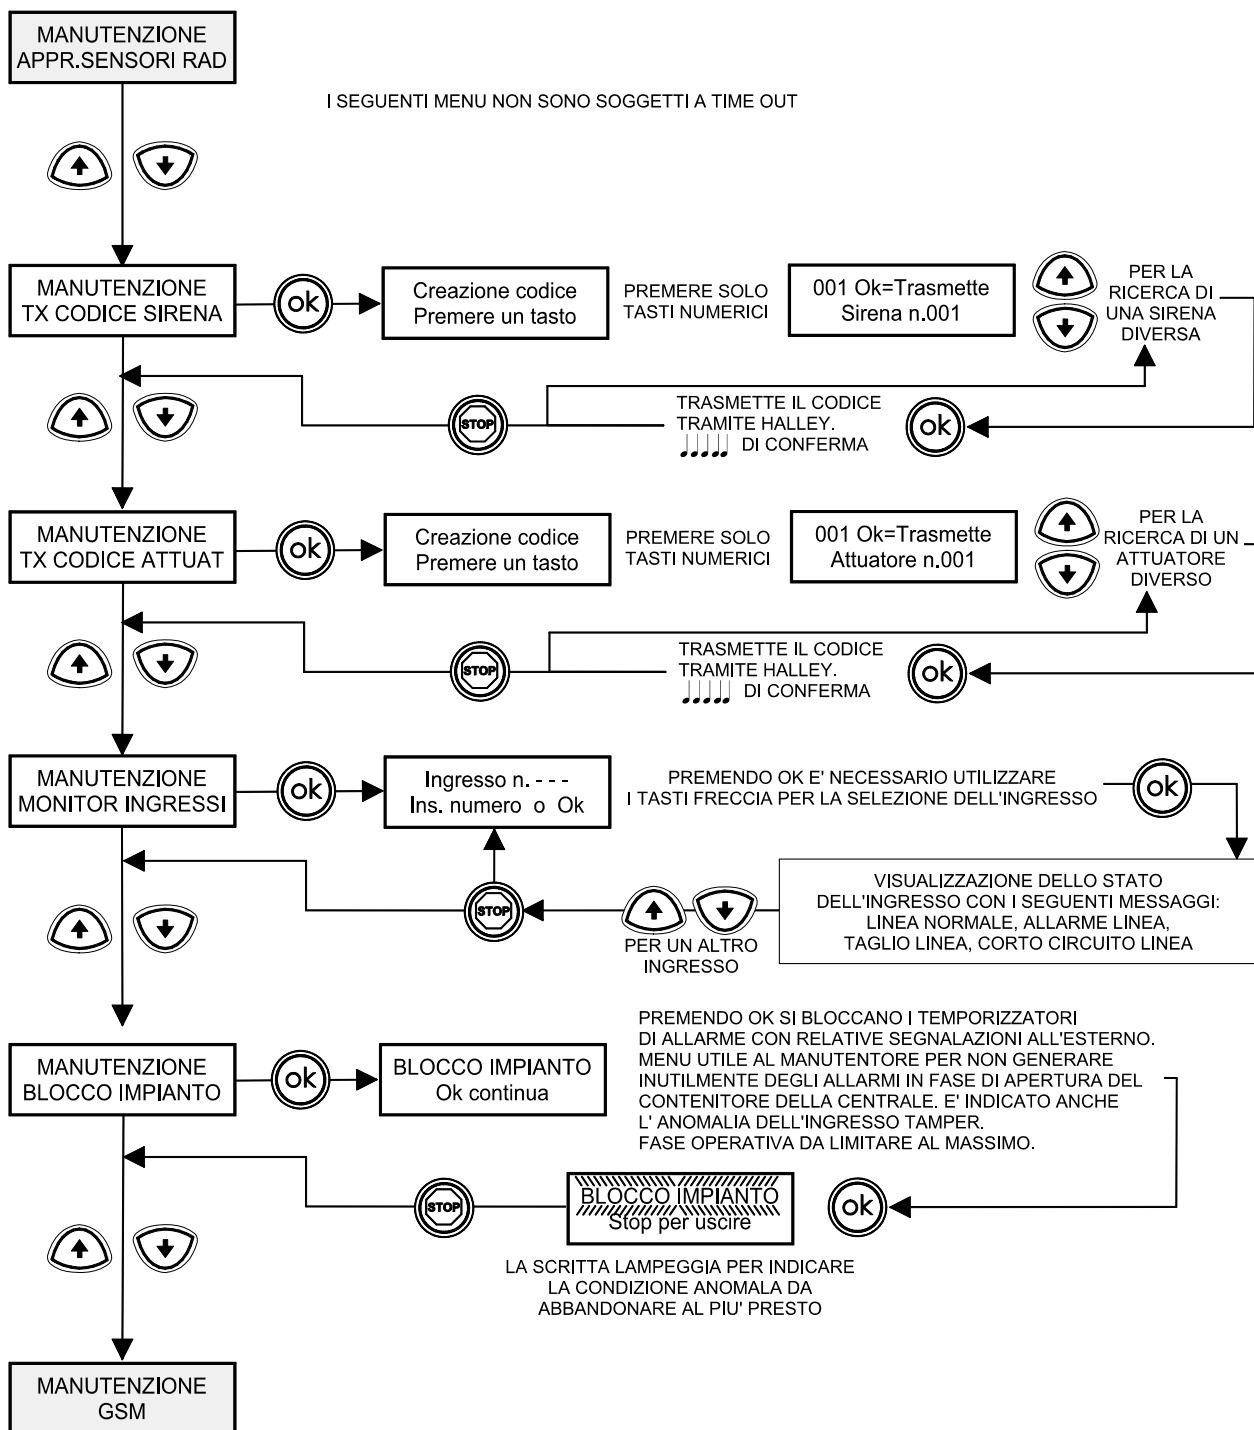 MANUTENZIONE
APPR.SENSORI RAD
I SEGUENTI MENU NON SONO SOGGETTI A TIME OUT
MANUTENZIONE
TX CODICE SIRENA
ok
Creazione codice
Premere un tasto
PREMERE SOLO
TASTI NUMERICI
001 Ok=Trasmette
Sirena n.001
PER LA
RICERCA DI
UNA SIRENA
DIVERSA
STOP
TRASMETTE IL CODICE
TRAMITE HALLEY.
DI CONFERMA
ok
MANUTENZIONE
TX CODICE ATTUAT
ok
Creazione codice
Premere un tasto
PREMERE SOLO
TASTI NUMERICI
001 Ok=Trasmette
Attuatore n.001
PER LA
RICERCA DI UN
ATTUATORE
DIVERSO
STOP
TRASMETTE IL CODICE
TRAMITE HALLEY.
DI CONFERMA
ok
MANUTENZIONE
MONITOR INGRESSI
ok
Ingresso n. - - -
Ins. numero o Ok
PREMENDO OK E' NECESSARIO UTILIZZARE
I TASTI FRECCIA PER LA SELEZIONE DELL'INGRESSO
ok
STOP
PER UN ALTRO
INGRESSO
VISUALIZZAZIONE DELLO STATO
DELL'INGRESSO CON I SEGUENTI MESSAGGI:
LINEA NORMALE, ALLARME LINEA,
TAGLIO LINEA, CORTO CIRCUITO LINEA
MANUTENZIONE
BLOCCO IMPIANTO
ok
BLOCCO IMPIANTO
Ok continua
PREMENDO OK SI BLOCCANO I TEMPORIZZATORI
DI ALLARME CON RELATIVE SEGNALAZIONI ALL'ESTERNO.
MENU UTILE AL MANUTENTORE PER NON GENERARE
INUTILMENTE DEGLI ALLARMI IN FASE DI APERTURA DEL
CONTENITORE DELLA CENTRALE. E' INDICATO ANCHE
L' ANOMALIA DELL'INGRESSO TAMPER.
FASE OPERATIVA DA LIMITARE AL MASSIMO.
STOP
BLOCCO IMPIANTO
Stop per uscire
ok
LA SCRITTA LAMPEGGIA PER INDICARE
LA CONDIZIONE ANOMALA DA
ABBANDONARE AL PIU' PRESTO
MANUTENZIONE
GSM